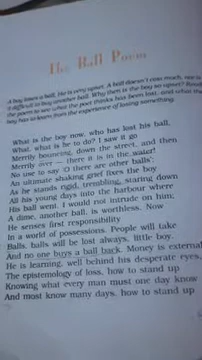 The Ball Poem
A boy loses a ball. He is very upset. A ball doesn't cost much, nor is
it difficult to buy another ball. Why then is the boy so upset? Read
the poem to see what the poet thinks has been lost, and what the
boy has to learn from the experience of losing something.
What is the boy now, who has lost his ball,
What, what is he to do? I saw it go
Merrily bouncing, down the street, and then
Merrily over — there it is in the water!
No use to say 'O there are other balls':
An ultimate shaking grief fixes the boy
As he stands rigid, trembling, staring down
All his young days into the harbour where
His ball went. I would not intrude on him;
A dime, another ball, is worthless. Now
He senses first responsibility
In a world of possessions. People will take
Balls, balls will be lost always, little boy.
And no one buys a ball back. Money is external.
He is learning, well behind his desperate eyes,
The epistemology of loss, how to stand up
Knowing what every man must one day know
And most know many days, how to stand up